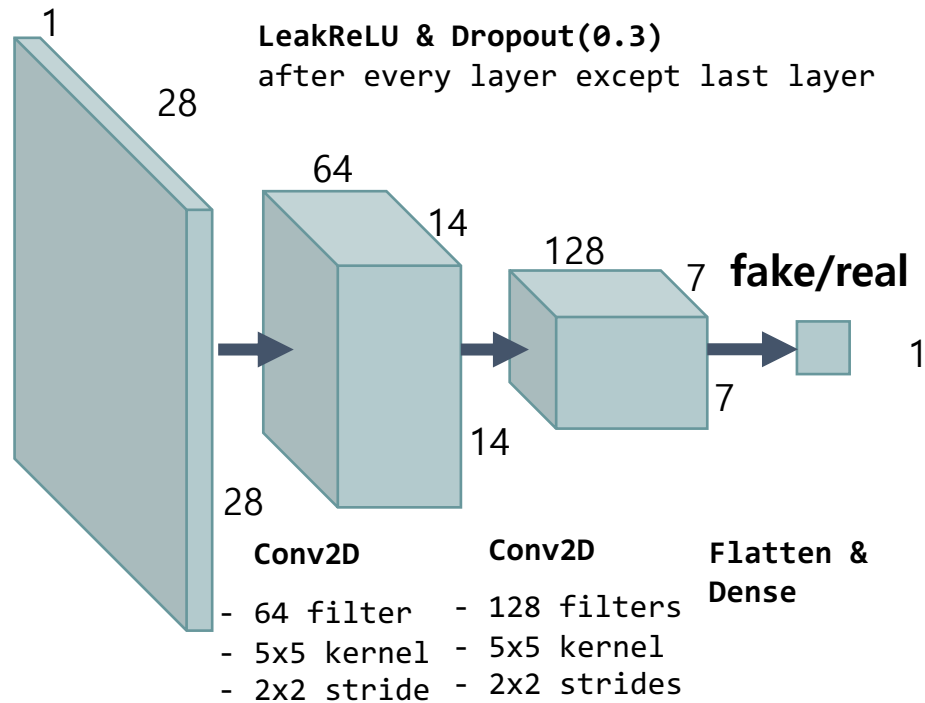 1
LeakReLU & Dropout(0.3)
after every layer except last layer
28
64
14
128
7
fake/real
1
7
14
28
Conv2D
- 64 filter
- 5x5 kernel
- 2x2 stride
Conv2D
- 128 filters
- 5x5 kernel
- 2x2 strides
Flatten &
Dense